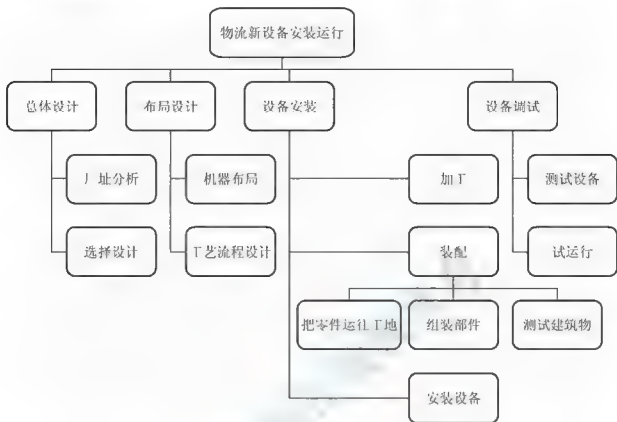 物流新设备安装运行
总体设计
布局设计
设备安装
设备调试
厂址分析
机器布局
加工
测试设备
选择设计
工艺流程设计
装配
试运行
把零件运往工地
组装部件
测试建筑物
安装设备